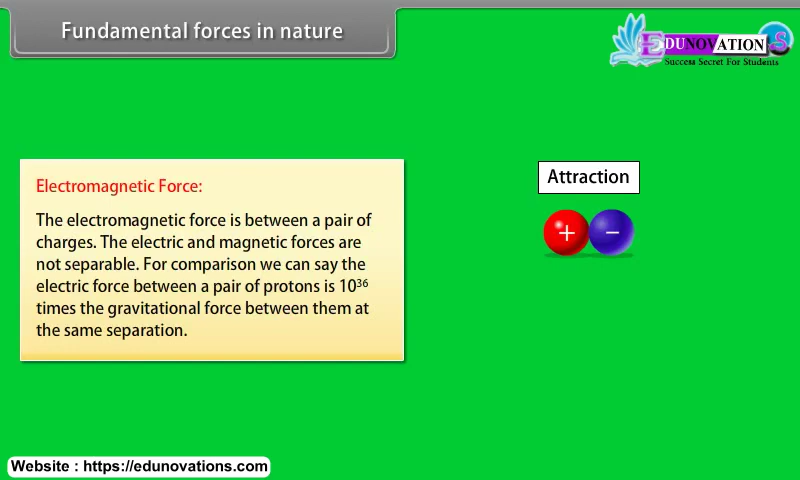 Fundamental forces in nature
EDUNOVATIONS
Success Secret For Students
Electromagnetic Force:
The electromagnetic force is between a pair of
charges. The electric and magnetic forces are
not separable. For comparison we can say the
electric force between a pair of protons is 10³⁶
times the gravitational force between them at
the same separation.
Attraction
+ −
Website : https://edunovations.com